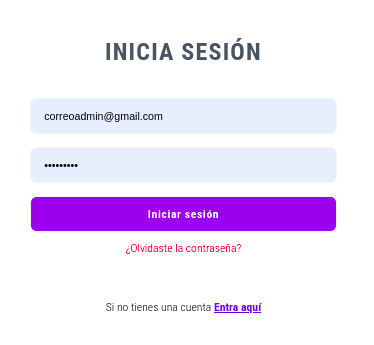 INICIA SESIÓN
correoadmin@gmail.com
•••••••••
Iniciar sesión
¿Olvidaste la contraseña?
Si no tienes una cuenta Entra aquí